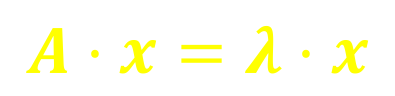 A · x = λ · x